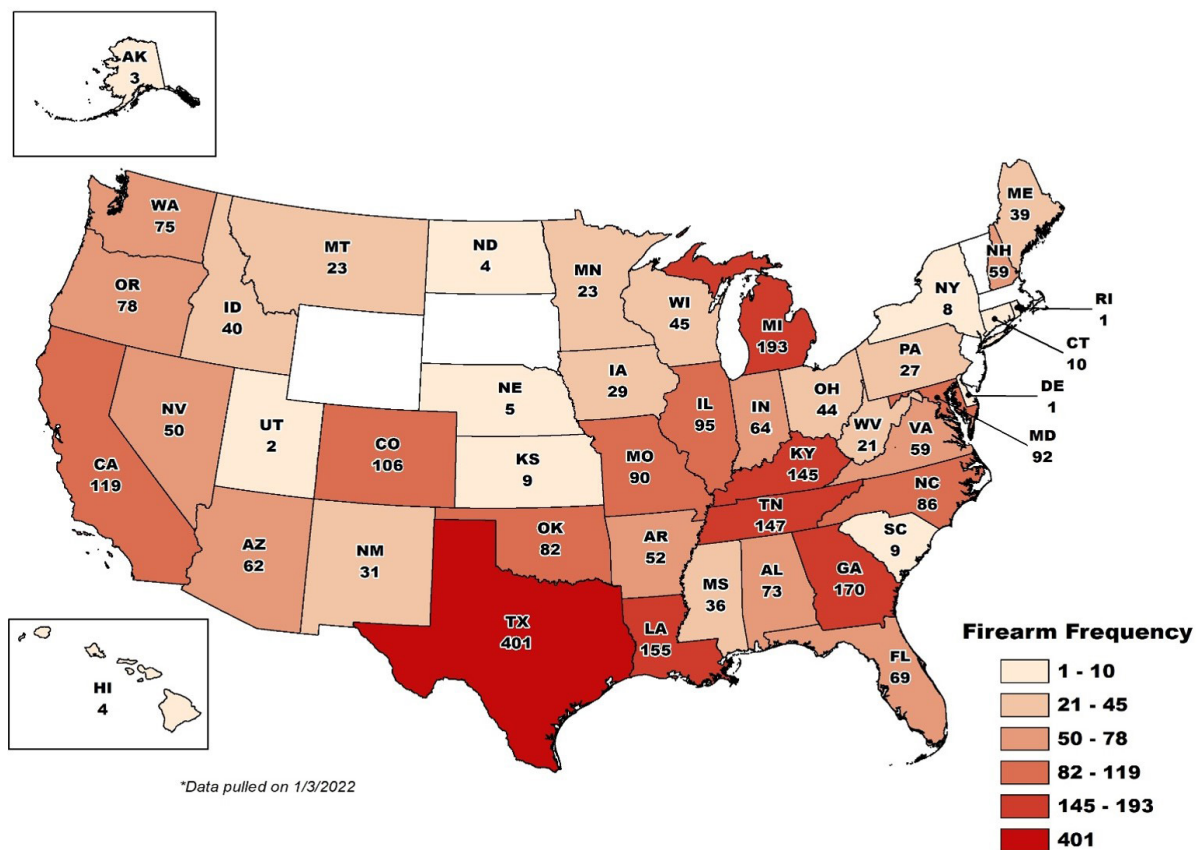 AK
3
WA
75
MT
23
ND
4
MN
23
ME
39
NH
59
OR
78
ID
40
WI
45
MI
193
NY
8
RI
1
CT
10
PA
27
DE
1
MD
92
IA
29
NE
5
NV
50
UT
2
CO
106
KS
9
IL
95
IN
64
OH
44
WV
21
VA
59
CA
119
MO
90
KY
145
NC
86
TN
147
SC
9
AZ
62
NM
31
OK
82
AR
52
MS
36
AL
73
GA
170
TX
401
LA
155
FL
69
HI
4
Firearm Frequency
1 - 10
21 - 45
50 - 78
82 - 119
145 - 193
401
*Data pulled on 1/3/2022